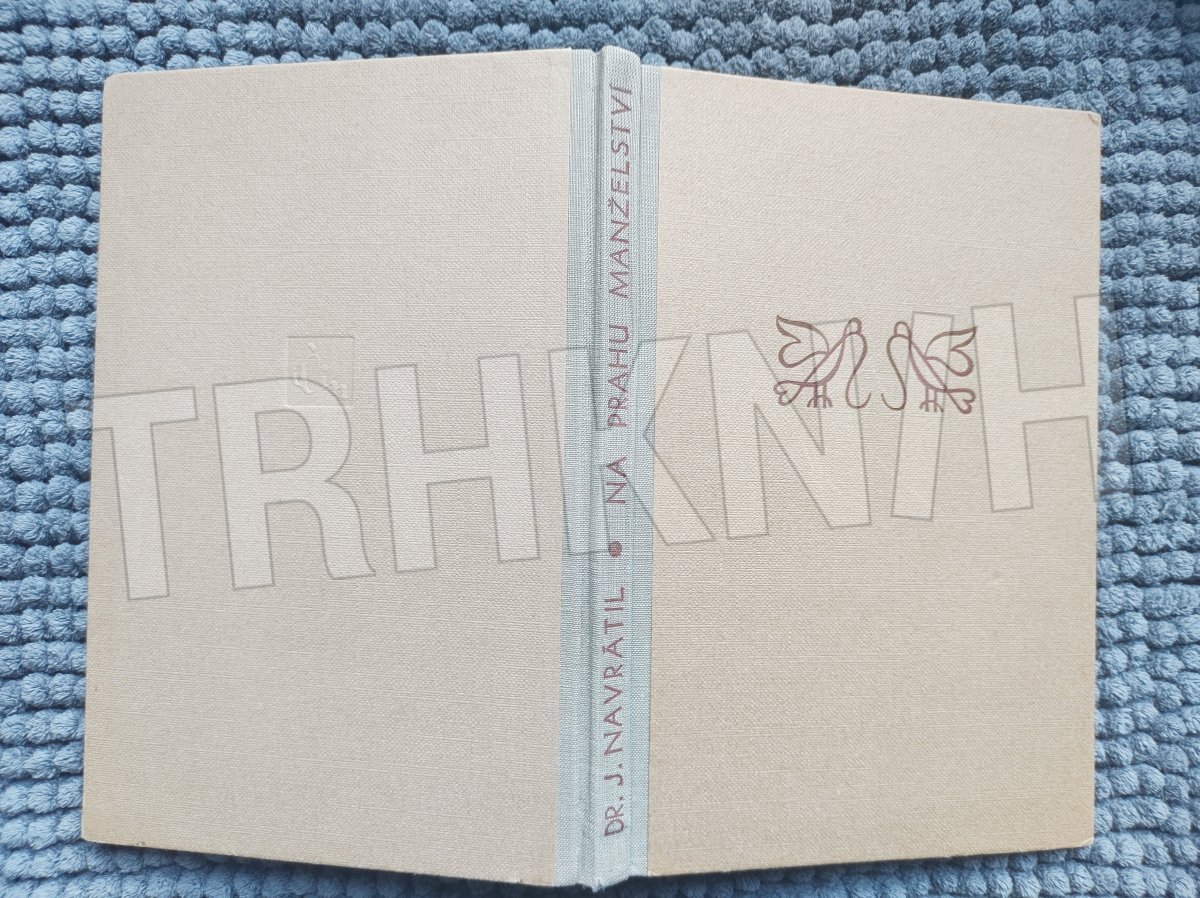 DR. J. NAVRÁTIL • NA PRAHU MANŽELSTVÍ
TRHKNIH